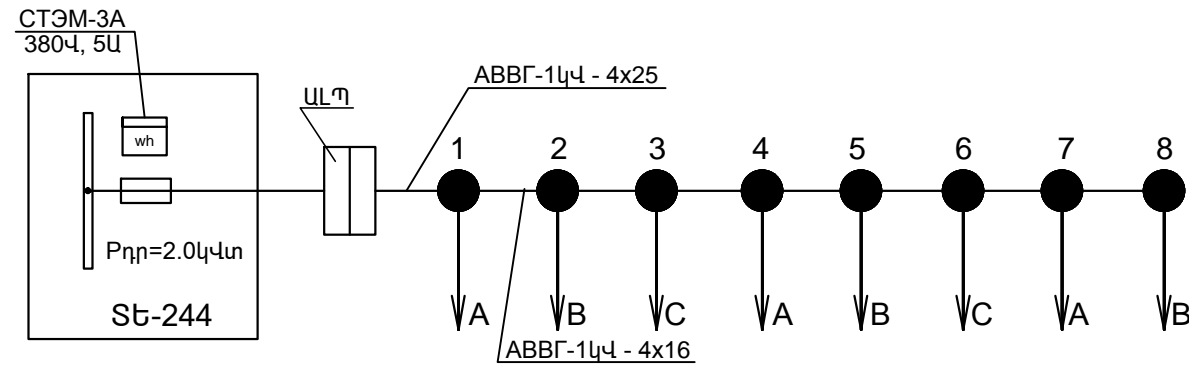 СТЭМ-3А
380Վ, 5Ա
АВВГ-1կՎ - 4x25
ԱԼՊ
wh
1 2 3 4 5 6 7 8
Pդր=2.0կՎտ
ՏԵ-244
A B C A B C A B
АВВГ-1կՎ - 4x16